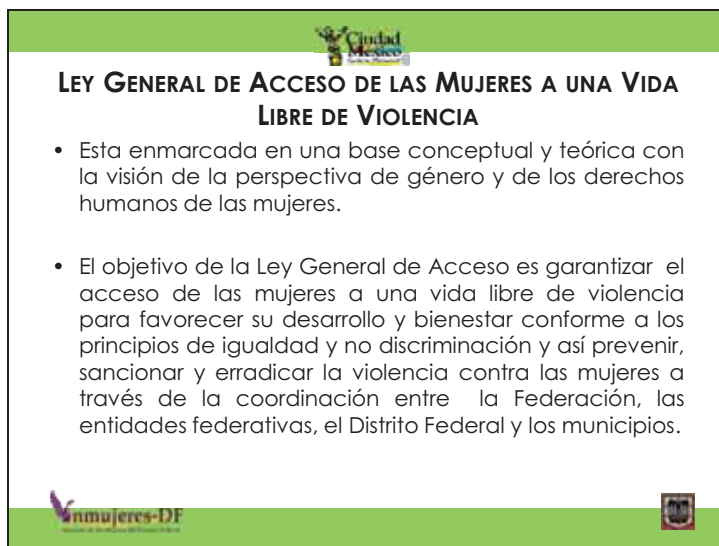 Ciudad
México
LEY GENERAL DE ACCESO DE LAS MUJERES A UNA VIDA
LIBRE DE VIOLENCIA
• Esta enmarcada en una base conceptual y teórica con
la visión de la perspectiva de género y de los derechos
humanos de las mujeres.
• El objetivo de la Ley General de Acceso es garantizar el
acceso de las mujeres a una vida libre de violencia
para favorecer su desarrollo y bienestar conforme a los
principios de igualdad y no discriminación y así prevenir,
sancionar y erradicar la violencia contra las mujeres a
través de la coordinación entre la Federación, las
entidades federativas, el Distrito Federal y los municipios.
Inmujeres-DF